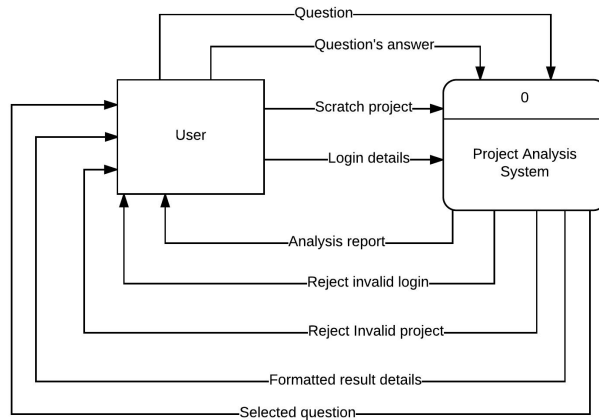 Question
Question's answer
0
Scratch project
User
Login details
Project Analysis
System
Analysis report
Reject invalid login
Reject Invalid project
Formatted result details
Selected question